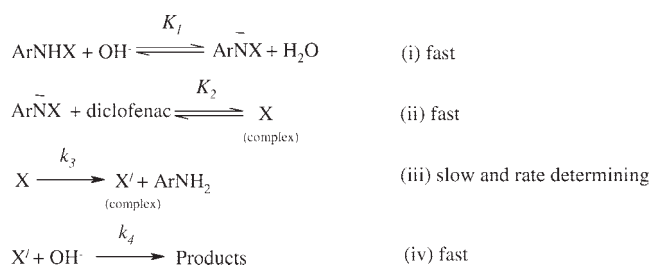 K₁
ArNHX + OH⁻ ⇌ ArN̄X + H₂O (i) fast
K₂
ArN̄X + diclofenac ⇌ X (ii) fast
(complex)
k₃
X ⟶ X/ + ArNH₂ (iii) slow and rate determining
(complex)
k₄
X/ + OH⁻ ⟶ Products (iv) fast